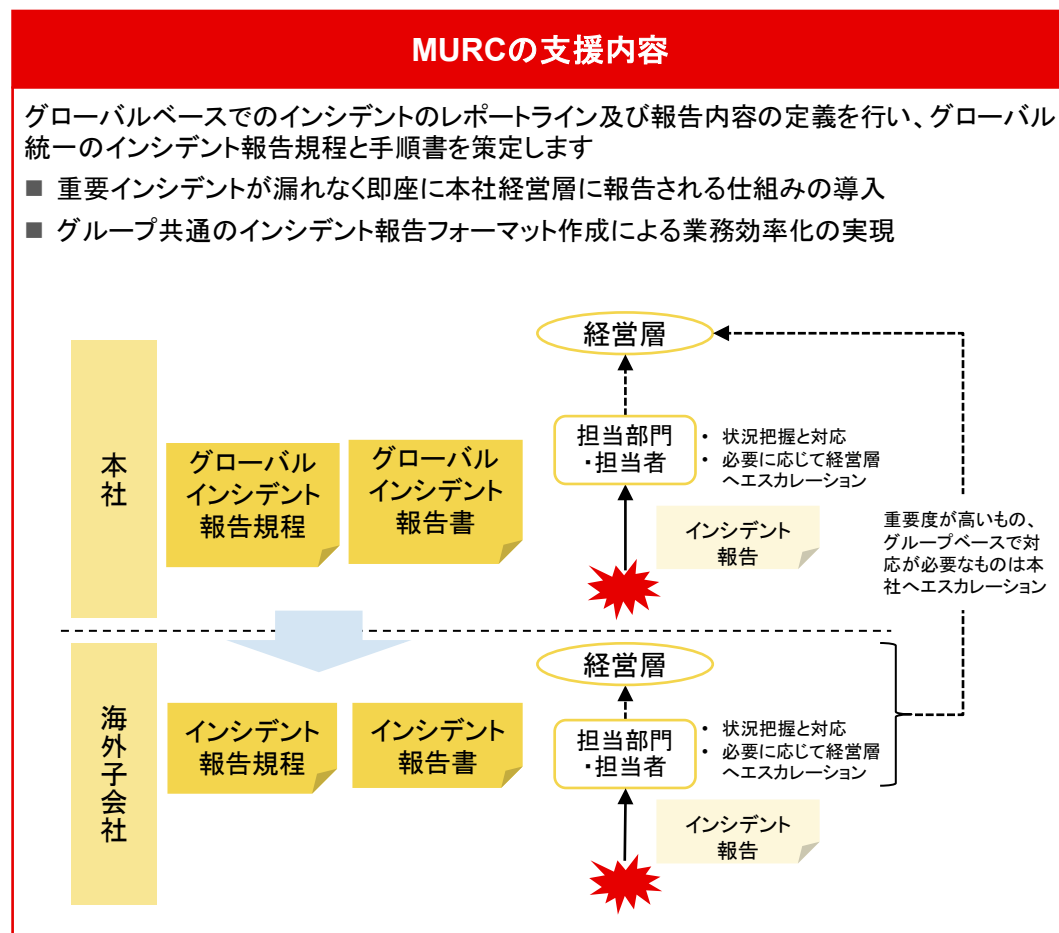 MURCの支援内容
グローバルベースでのインシデントのレポートライン及び報告内容の定義を行い、グローバル
統一のインシデント報告規程と手順書を策定します
■ 重要インシデントが漏れなく即座に本社経営層に報告される仕組みの導入
■ グループ共通のインシデント報告フォーマット作成による業務効率化の実現
本社
グローバル
インシデント
報告規程
グローバル
インシデント
報告書
経営層
担当部門
・担当者
• 状況把握と対応
• 必要に応じて経営層
へエスカレーション
インシデント
報告
重要度が高いもの、
グループベースで対
応が必要なものは本
社へエスカレーション
海外子会社
インシデント
報告規程
インシデント
報告書
経営層
担当部門
・担当者
• 状況把握と対応
• 必要に応じて経営層
へエスカレーション
インシデント
報告